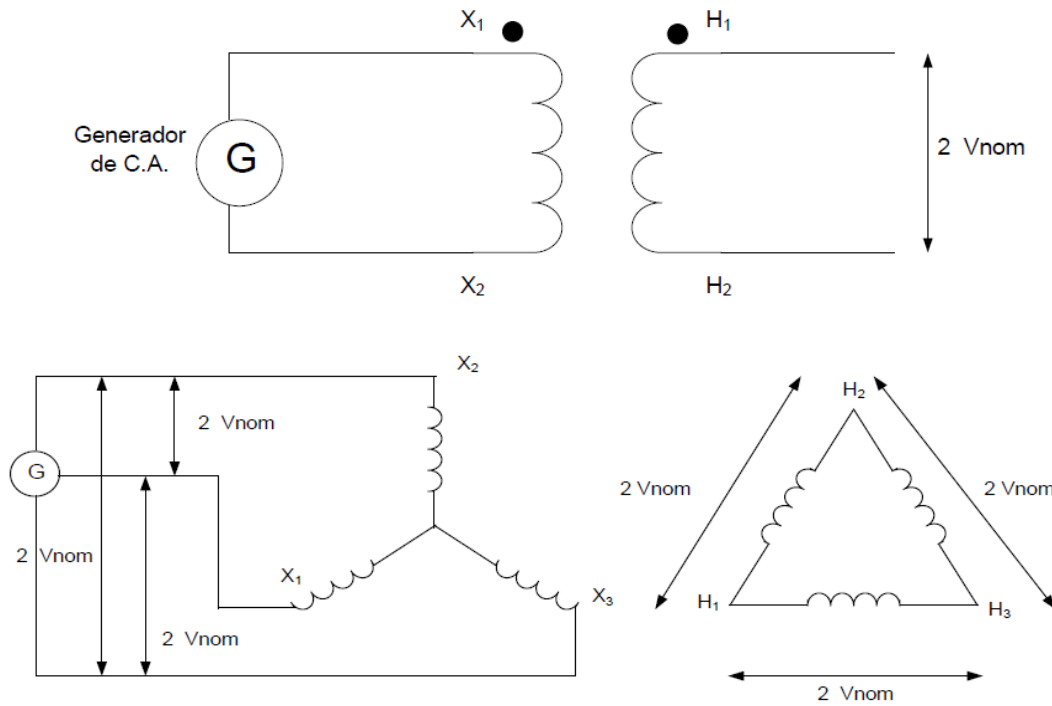 X1
H1
Generador
de C.A.
G
2 Vnom
X2
H2
X2
2 Vnom
G
2 Vnom
X1
X3
2 Vnom
H2
2 Vnom
2 Vnom
H1
H3
2 Vnom